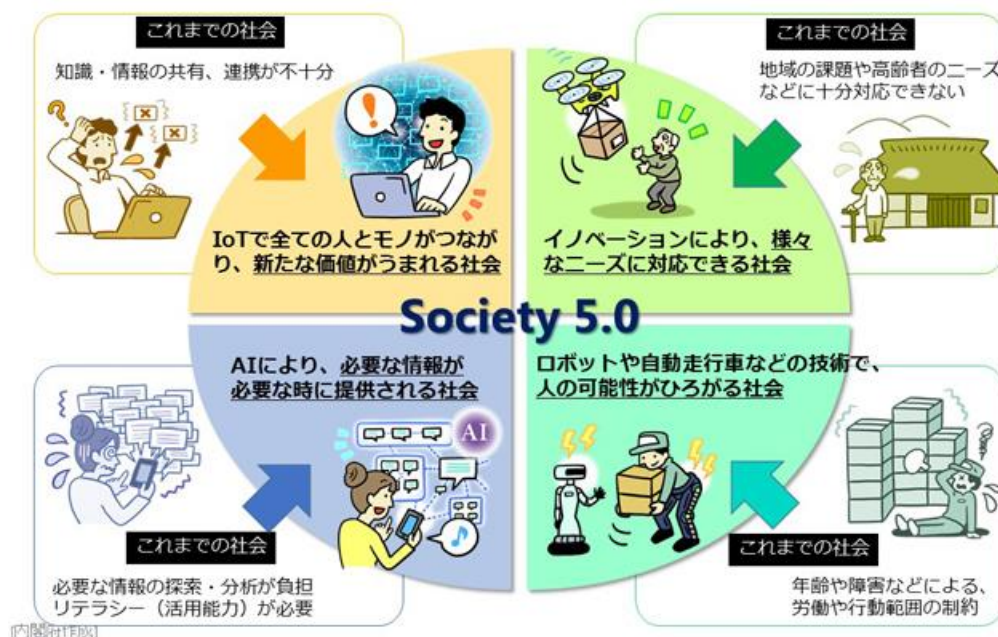 これまでの社会
知識・情報の共有、連携が不十分
IoTで全ての人とモノがつなが
り、新たな価値がうまれる社会
これまでの社会
地域の課題や高齢者のニーズ
などに十分対応できない
イノベーションにより、様々
なニーズに対応できる社会
Society 5.0
AIにより、必要な情報が
必要な時に提供される社会
AI
これまでの社会
必要な情報の探索・分析が負担
リテラシー（活用能力）が必要
ロボットや自動走行車などの技術で、
人の可能性がひろがる社会
これまでの社会
年齢や障害などによる、
労働や行動範囲の制約
[内閣府作成]